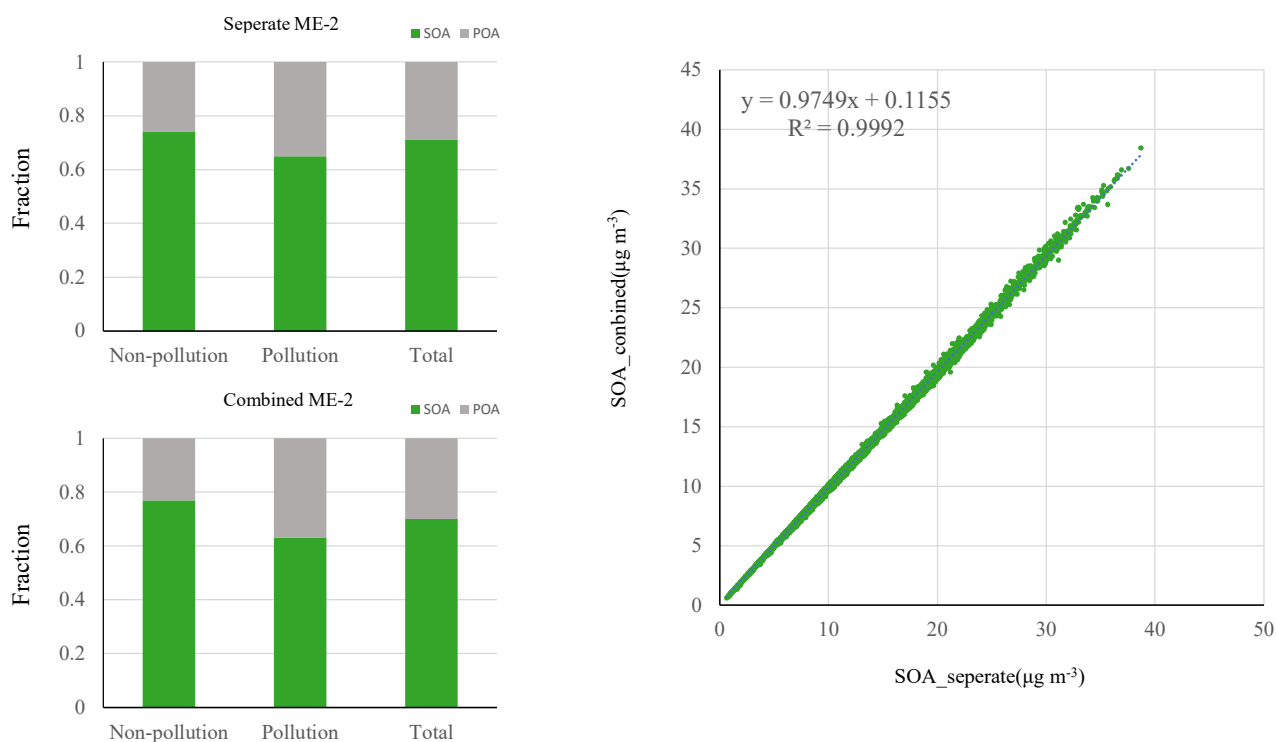 Seperate ME-2
SOA POA
1
0.8
0.6
0.4
0.2
0
Fraction
Non-pollution Pollution Total
Combined ME-2
SOA POA
1
0.8
0.6
0.4
0.2
0
Fraction
Non-pollution Pollution Total
y = 0.9749x + 0.1155
R² = 0.9992
45
40
35
30
25
20
15
10
5
0
SOA_conbined(μg m⁻³)
0 10 20 30 40 50
SOA_seperate(μg m⁻³)